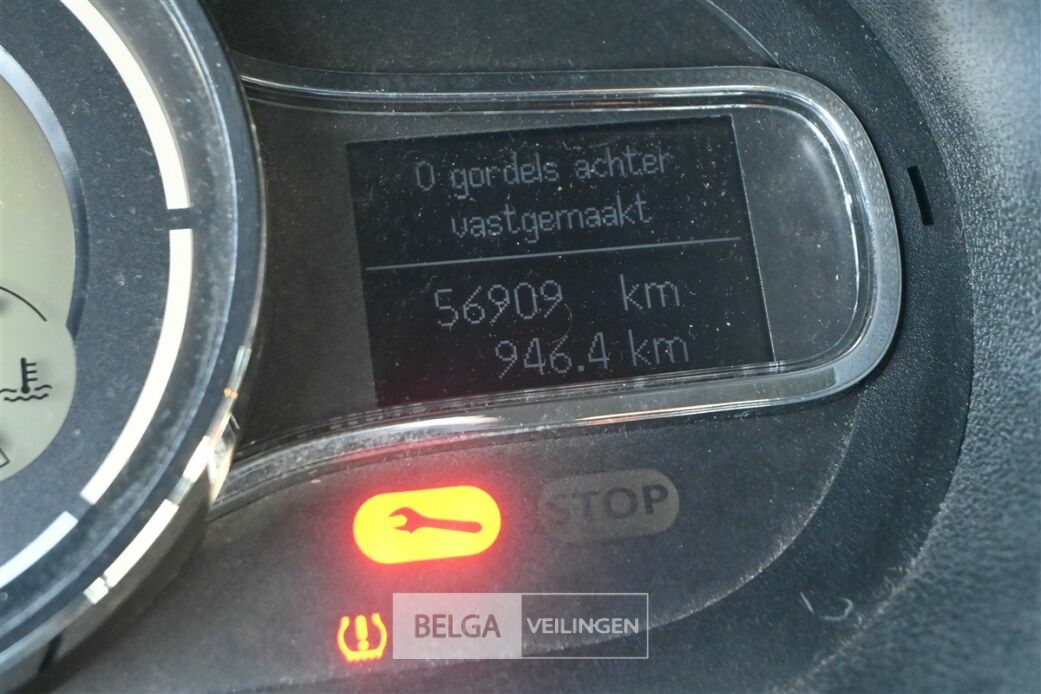 0 gordels achter
vastgemaakt
56909 km
946.4 km
STOP
BELGA VEILINGEN